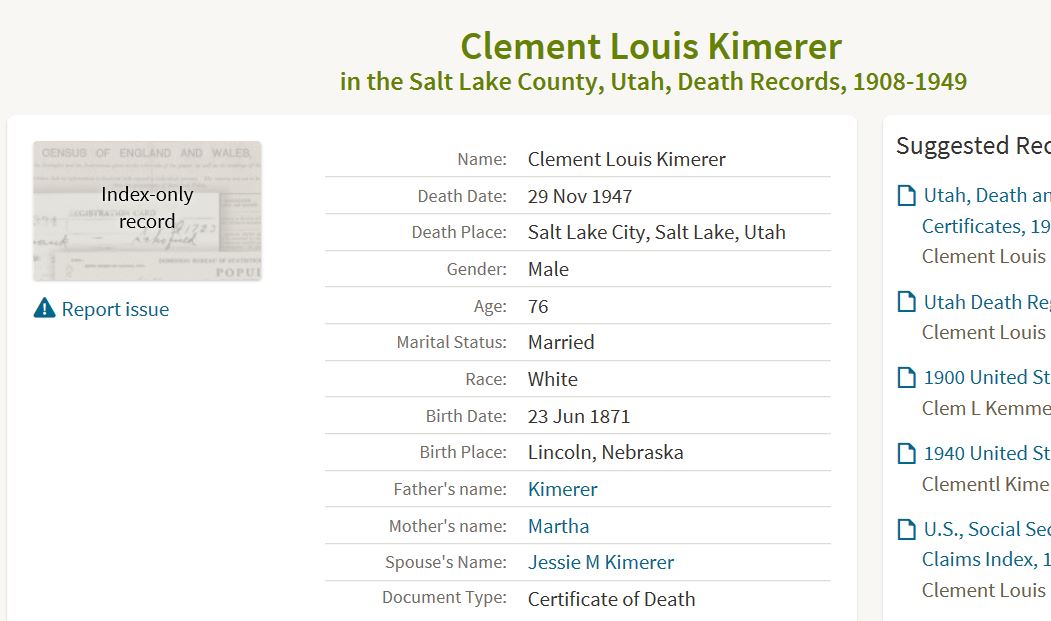 Clement Louis Kimerer
in the Salt Lake County, Utah, Death Records, 1908-1949
CENSUS OF ENGLAND AND WALES,
Index-only
record
REGISTRATION CARD
POPUL
Report issue
Name: Clement Louis Kimerer
Death Date: 29 Nov 1947
Death Place: Salt Lake City, Salt Lake, Utah
Gender: Male
Age: 76
Marital Status: Married
Race: White
Birth Date: 23 Jun 1871
Birth Place: Lincoln, Nebraska
Father's name: Kimerer
Mother's name: Martha
Spouse's Name: Jessie M Kimerer
Document Type: Certificate of Death
Suggested Rec
Utah, Death an
Certificates, 19
Clement Louis
Utah Death Reg
Clement Louis
1900 United St
Clem L Kemme
1940 United St
Clementl Kime
U.S., Social Sec
Claims Index, 1
Clement Louis